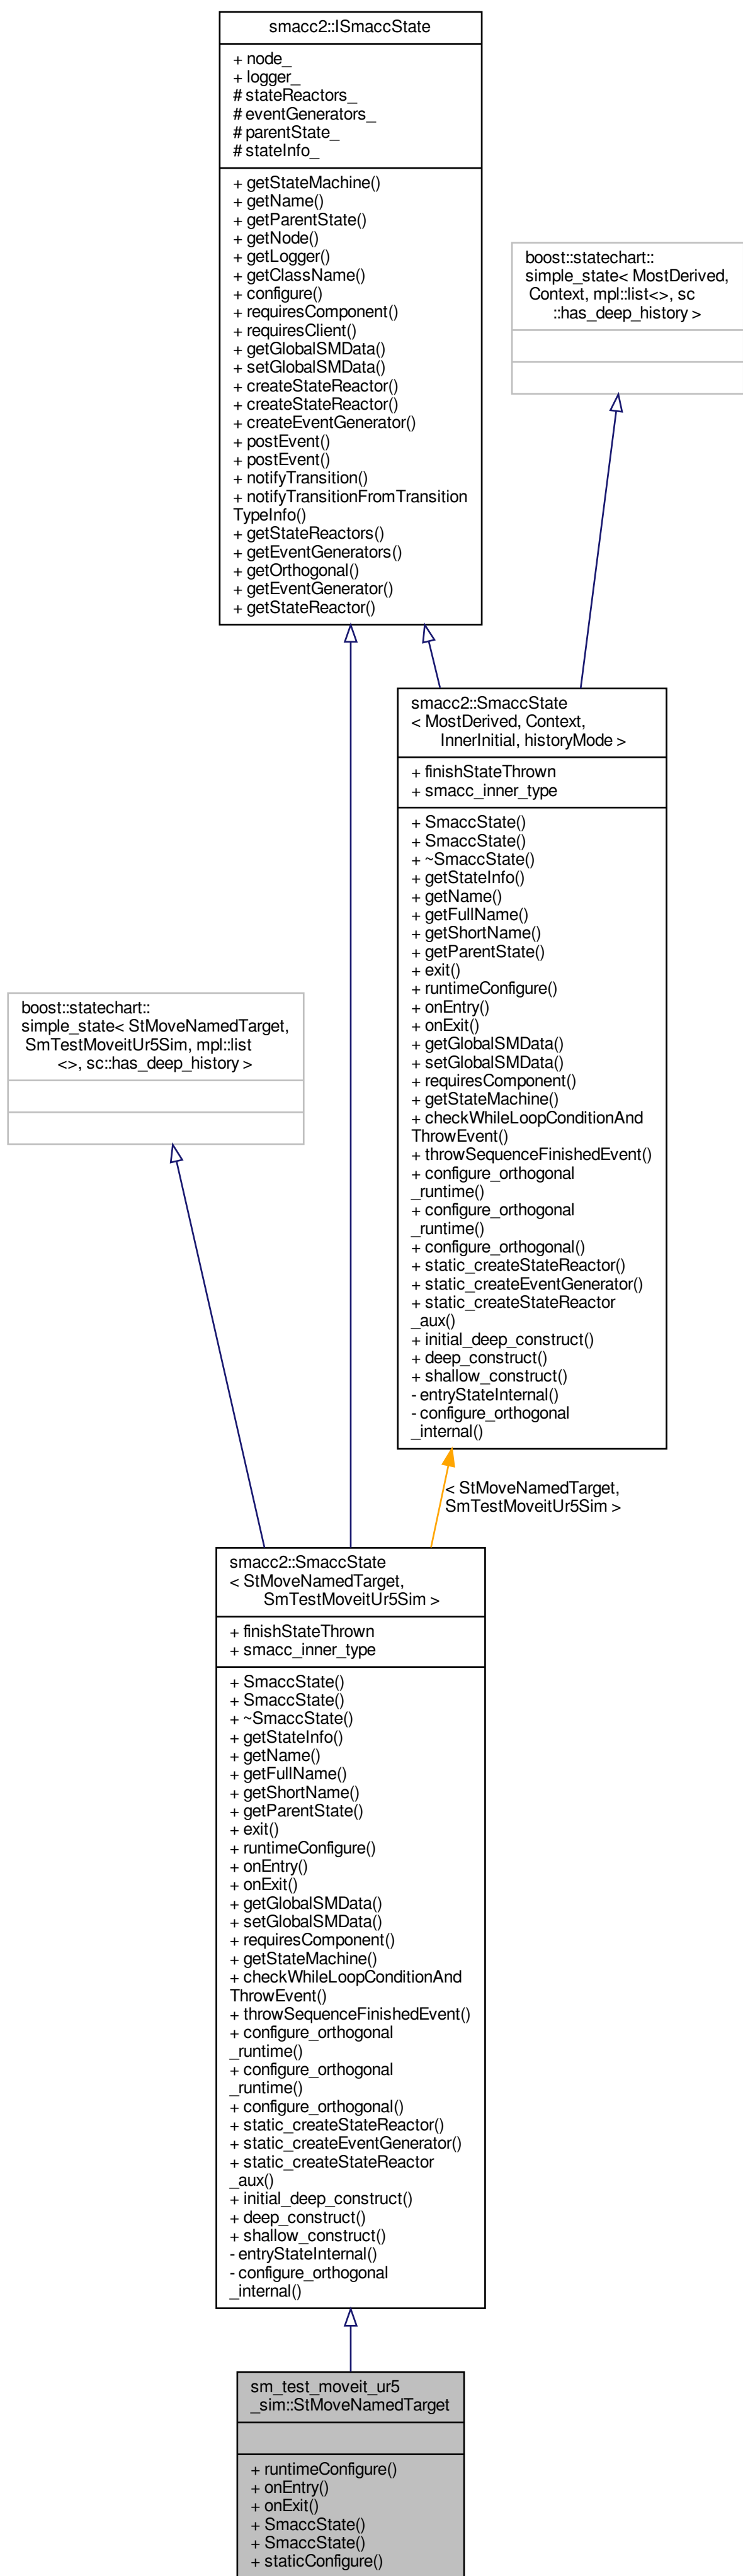 smacc2::ISmaccState
+ node_
+ logger_
# stateReactors_
# eventGenerators_
# parentState_
# stateInfo_
+ getStateMachine()
+ getName()
+ getParentState()
+ getNode()
+ getLogger()
+ getClassName()
+ configure()
+ requiresComponent()
+ requiresClient()
+ getGlobalSMData()
+ setGlobalSMData()
+ createStateReactor()
+ createStateReactor()
+ createEventGenerator()
+ postEvent()
+ postEvent()
+ notifyTransition()
+ notifyTransitionFromTransition
TypeInfo()
+ getStateReactors()
+ getEventGenerators()
+ getOrthogonal()
+ getEventGenerator()
+ getStateReactor()
boost::statechart::
simple_state< MostDerived,
Context, mpl::list<>, sc
::has_deep_history >
smacc2::SmaccState
< MostDerived, Context,
InnerInitial, historyMode >
+ finishStateThrown
+ smacc_inner_type
+ SmaccState()
+ SmaccState()
+ ~SmaccState()
+ getStateInfo()
+ getName()
+ getFullName()
+ getShortName()
+ getParentState()
+ exit()
+ runtimeConfigure()
+ onEntry()
+ onExit()
+ getGlobalSMData()
+ setGlobalSMData()
+ requiresComponent()
+ getStateMachine()
+ checkWhileLoopConditionAnd
ThrowEvent()
+ throwSequenceFinishedEvent()
+ configure_orthogonal
_runtime()
+ configure_orthogonal
_runtime()
+ configure_orthogonal()
+ static_createStateReactor()
+ static_createEventGenerator()
+ static_createStateReactor
_aux()
+ initial_deep_construct()
+ deep_construct()
+ shallow_construct()
- entryStateInternal()
- configure_orthogonal
_internal()
boost::statechart::
simple_state< StMoveNamedTarget,
SmTestMoveitUr5Sim, mpl::list
<>, sc::has_deep_history >
< StMoveNamedTarget,
SmTestMoveitUr5Sim >
smacc2::SmaccState
< StMoveNamedTarget,
SmTestMoveitUr5Sim >
+ finishStateThrown
+ smacc_inner_type
+ SmaccState()
+ SmaccState()
+ ~SmaccState()
+ getStateInfo()
+ getName()
+ getFullName()
+ getShortName()
+ getParentState()
+ exit()
+ runtimeConfigure()
+ onEntry()
+ onExit()
+ getGlobalSMData()
+ setGlobalSMData()
+ requiresComponent()
+ getStateMachine()
+ checkWhileLoopConditionAnd
ThrowEvent()
+ throwSequenceFinishedEvent()
+ configure_orthogonal
_runtime()
+ configure_orthogonal
_runtime()
+ configure_orthogonal()
+ static_createStateReactor()
+ static_createEventGenerator()
+ static_createStateReactor
_aux()
+ initial_deep_construct()
+ deep_construct()
+ shallow_construct()
- entryStateInternal()
- configure_orthogonal
_internal()
sm_test_moveit_ur5
_sim::StMoveNamedTarget
+ runtimeConfigure()
+ onEntry()
+ onExit()
+ SmaccState()
+ SmaccState()
+ staticConfigure()